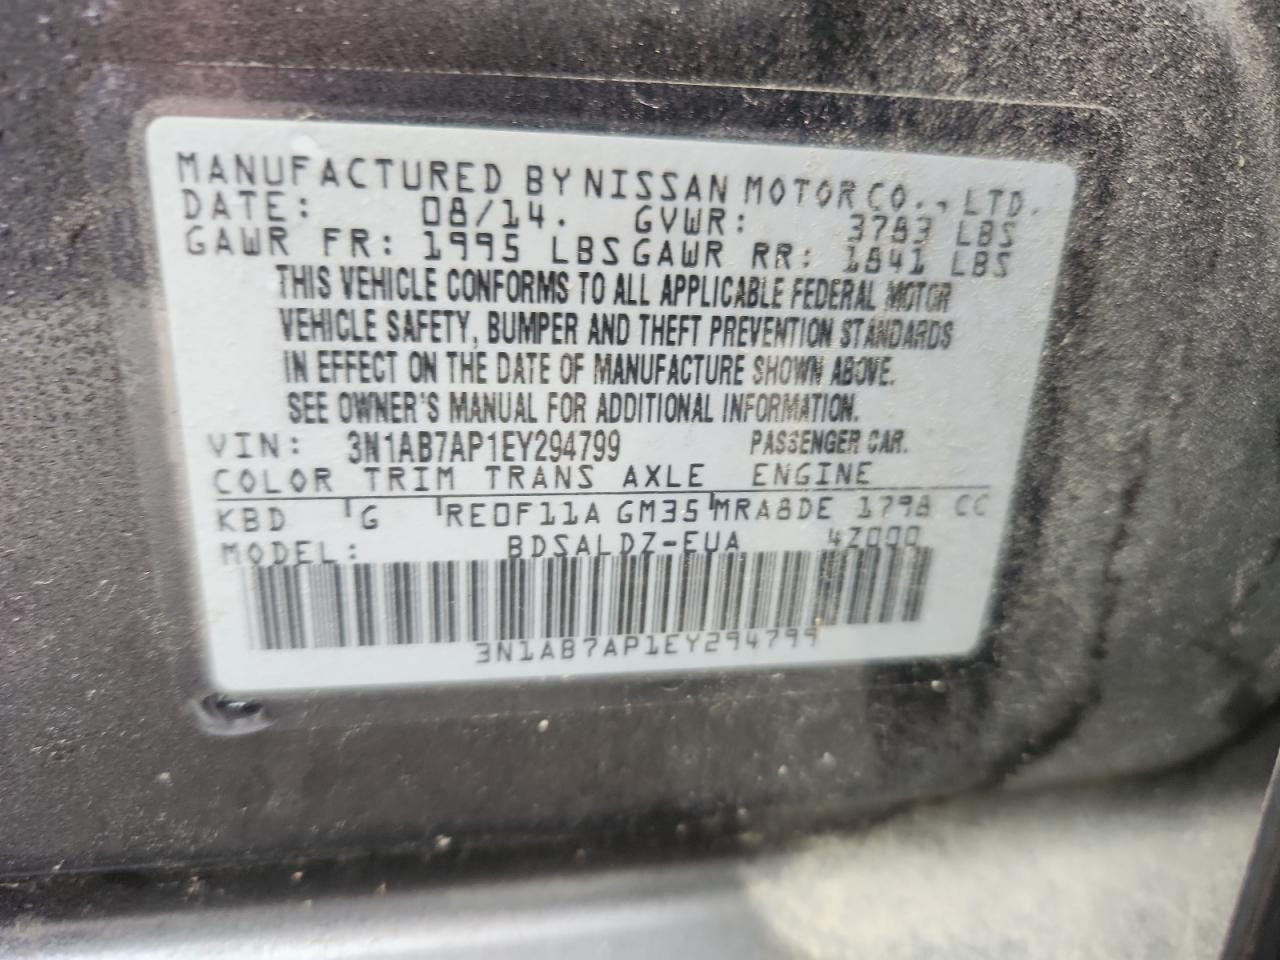 MANUFACTURED BY NISSAN MOTOR CO., LTD.
DATE: 08/14. GVWR: 3783 LBS
GAWR FR: 1995 LBS GAWR RR: 1841 LBS
THIS VEHICLE CONFORMS TO ALL APPLICABLE FEDERAL MOTOR
VEHICLE SAFETY, BUMPER AND THEFT PREVENTION STANDARDS
IN EFFECT ON THE DATE OF MANUFACTURE SHOWN ABOVE.
SEE OWNER'S MANUAL FOR ADDITIONAL INFORMATION.
VIN: 3N1AB7AP1EY294799 PASSENGER CAR.
COLOR TRIM TRANS AXLE ENGINE
KBD G RE0F11A GM35 MRA8DE 1798 CC
MODEL: BDSALDZ-EUA 4Z000
3N1AB7AP1EY294799